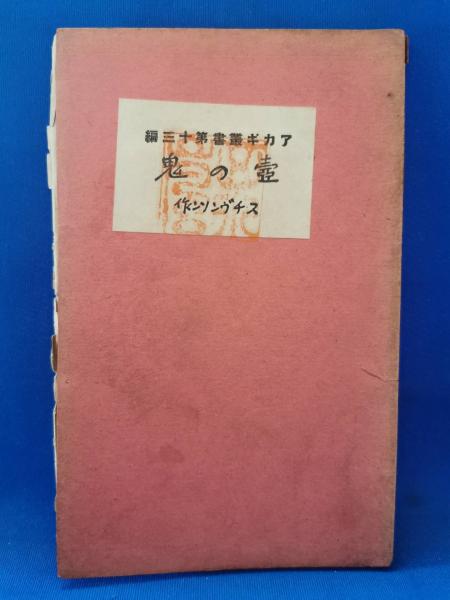 アカギ叢書第十三編
壺の鬼
スチヴンソン作